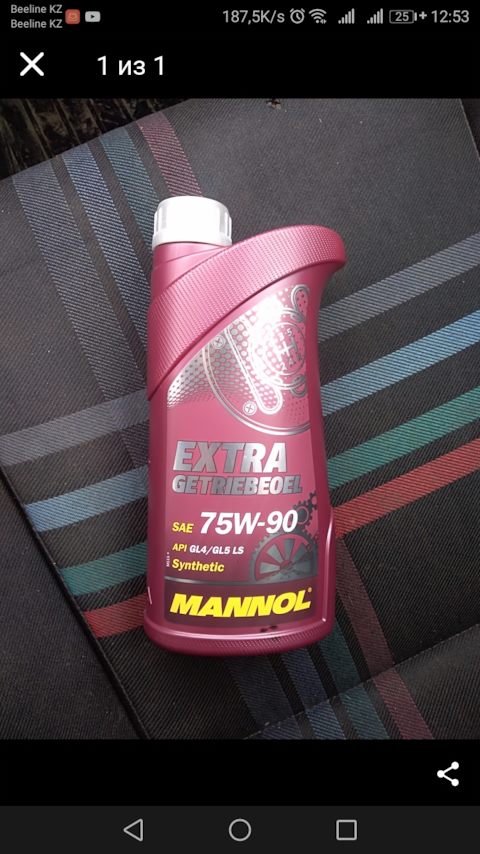 Beeline KZ
Beeline KZ
187,5K/s 25 12:53
1 из 1
EXTRA
GETRIEBEOEL
SAE 75W-90
API GL4/GL5 LS
Synthetic
MANNOL